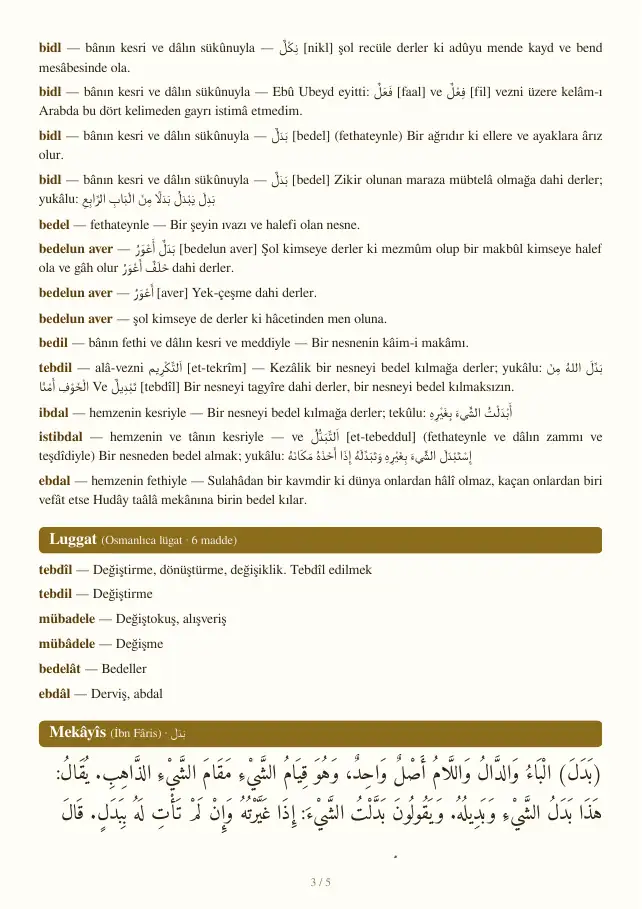 bidl — bânın kesri ve dâlın sükûnuyla — نِكْلٌ [nikl] şol recüle derler ki adûyu mende kayd ve bend
mesâbesinde ola.
bidl — bânın kesri ve dâlın sükûnuyla — Ebû Ubeyd eyitti: فَعَلٌ [faal] ve فِعْلٌ [fil] vezni üzere kelâm-ı
Arabda bu dört kelimeden gayrı istimâ etmedim.
bidl — bânın kesri ve dâlın sükûnuyla — بَدَلٌ [bedel] (fethateynle) Bir ağrıdır ki ellere ve ayaklara ârız
olur.
bidl — bânın kesri ve dâlın sükûnuyla — بَدَلٌ [bedel] Zikir olunan maraza mübtelâ olmağa dahi derler;
yukâlu: بَدِلَ يَبْدَلُ بَدَلًا مِنَ الْبَابِ الرَّابِعِ
bedel — fethateynle — Bir şeyin ıvazı ve halefi olan nesne.
bedelun aver — بَدَلٌ أَعْوَرُ [bedelun aver] Şol kimseye derler ki mezmûm olup bir makbûl kimseye halef
ola ve gâh olur خَلَفٌ أَعْوَرُ dahi derler.
bedelun aver — أَعْوَرُ [aver] Yek-çeşme dahi derler.
bedelun aver — şol kimseye de derler ki hâcetinden men oluna.
bedil — bânın fethi ve dâlın kesri ve meddiyle — Bir nesnenin kâim-i makâmı.
tebdil — alâ-vezni اَلتَّكْرِيم [et-tekrîm] — Kezâlik bir nesneyi bedel kılmağa derler; yukâlu: بَدَّلَ اللهُ مِنَ
الْخَوْفِ أَمْنًا Ve تَبْدِيلٌ [tebdîl] Bir nesneyi tagyîre dahi derler, bir nesneyi bedel kılmaksızın.
ibdal — hemzenin kesriyle — Bir nesneyi bedel kılmağa derler; tekûlu: أَبْدَلْتُ الشَّيءَ بِغَيْرِهِ
istibdal — hemzenin ve tânın kesriyle — ve اَلتَّبَدُّلُ [et-tebeddul] (fethateynle ve dâlın zammı ve
teşdîdiyle) Bir nesneden bedel almak; yukâlu: إِسْتَبْدَلَ الشَّيءَ بِغَيْرِهِ وَتَبَدَّلَهُ إِذَا أَخَذَهُ مَكَانَهُ
ebdal — hemzenin fethiyle — Sulahâdan bir kavmdir ki dünya onlardan hâlî olmaz, kaçan onlardan biri
vefât etse Hudây taâlâ mekânına birin bedel kılar.
Luggat (Osmanlıca lügat · 6 madde)
tebdîl — Değiştirme, dönüştürme, değişiklik. Tebdîl edilmek
tebdil — Değiştirme
mübadele — Değiştokuş, alışveriş
mübâdele — Değişme
bedelât — Bedeller
ebdâl — Derviş, abdal
Mekâyîs (İbn Fâris) · بَدَلَ
(بَدَلَ) الْبَاءُ وَالدَّالُ وَاللَّامُ أَصْلٌ وَاحِدٌ، وَهُوَ قِيَامُ الشَّيْءِ مَقَامَ الشَّيْءِ الذَّاهِبِ. يُقَالُ:
هَذَا بَدَلُ الشَّيْءِ وَبَدِيلُهُ. وَيَقُولُونَ بَدَّلْتُ الشَّيْءَ: إِذَا غَيَّرْتُهُ وَإِنْ لَمْ تَأْتِ لَهُ بِبَدَلٍ. قَالَ
3 / 5